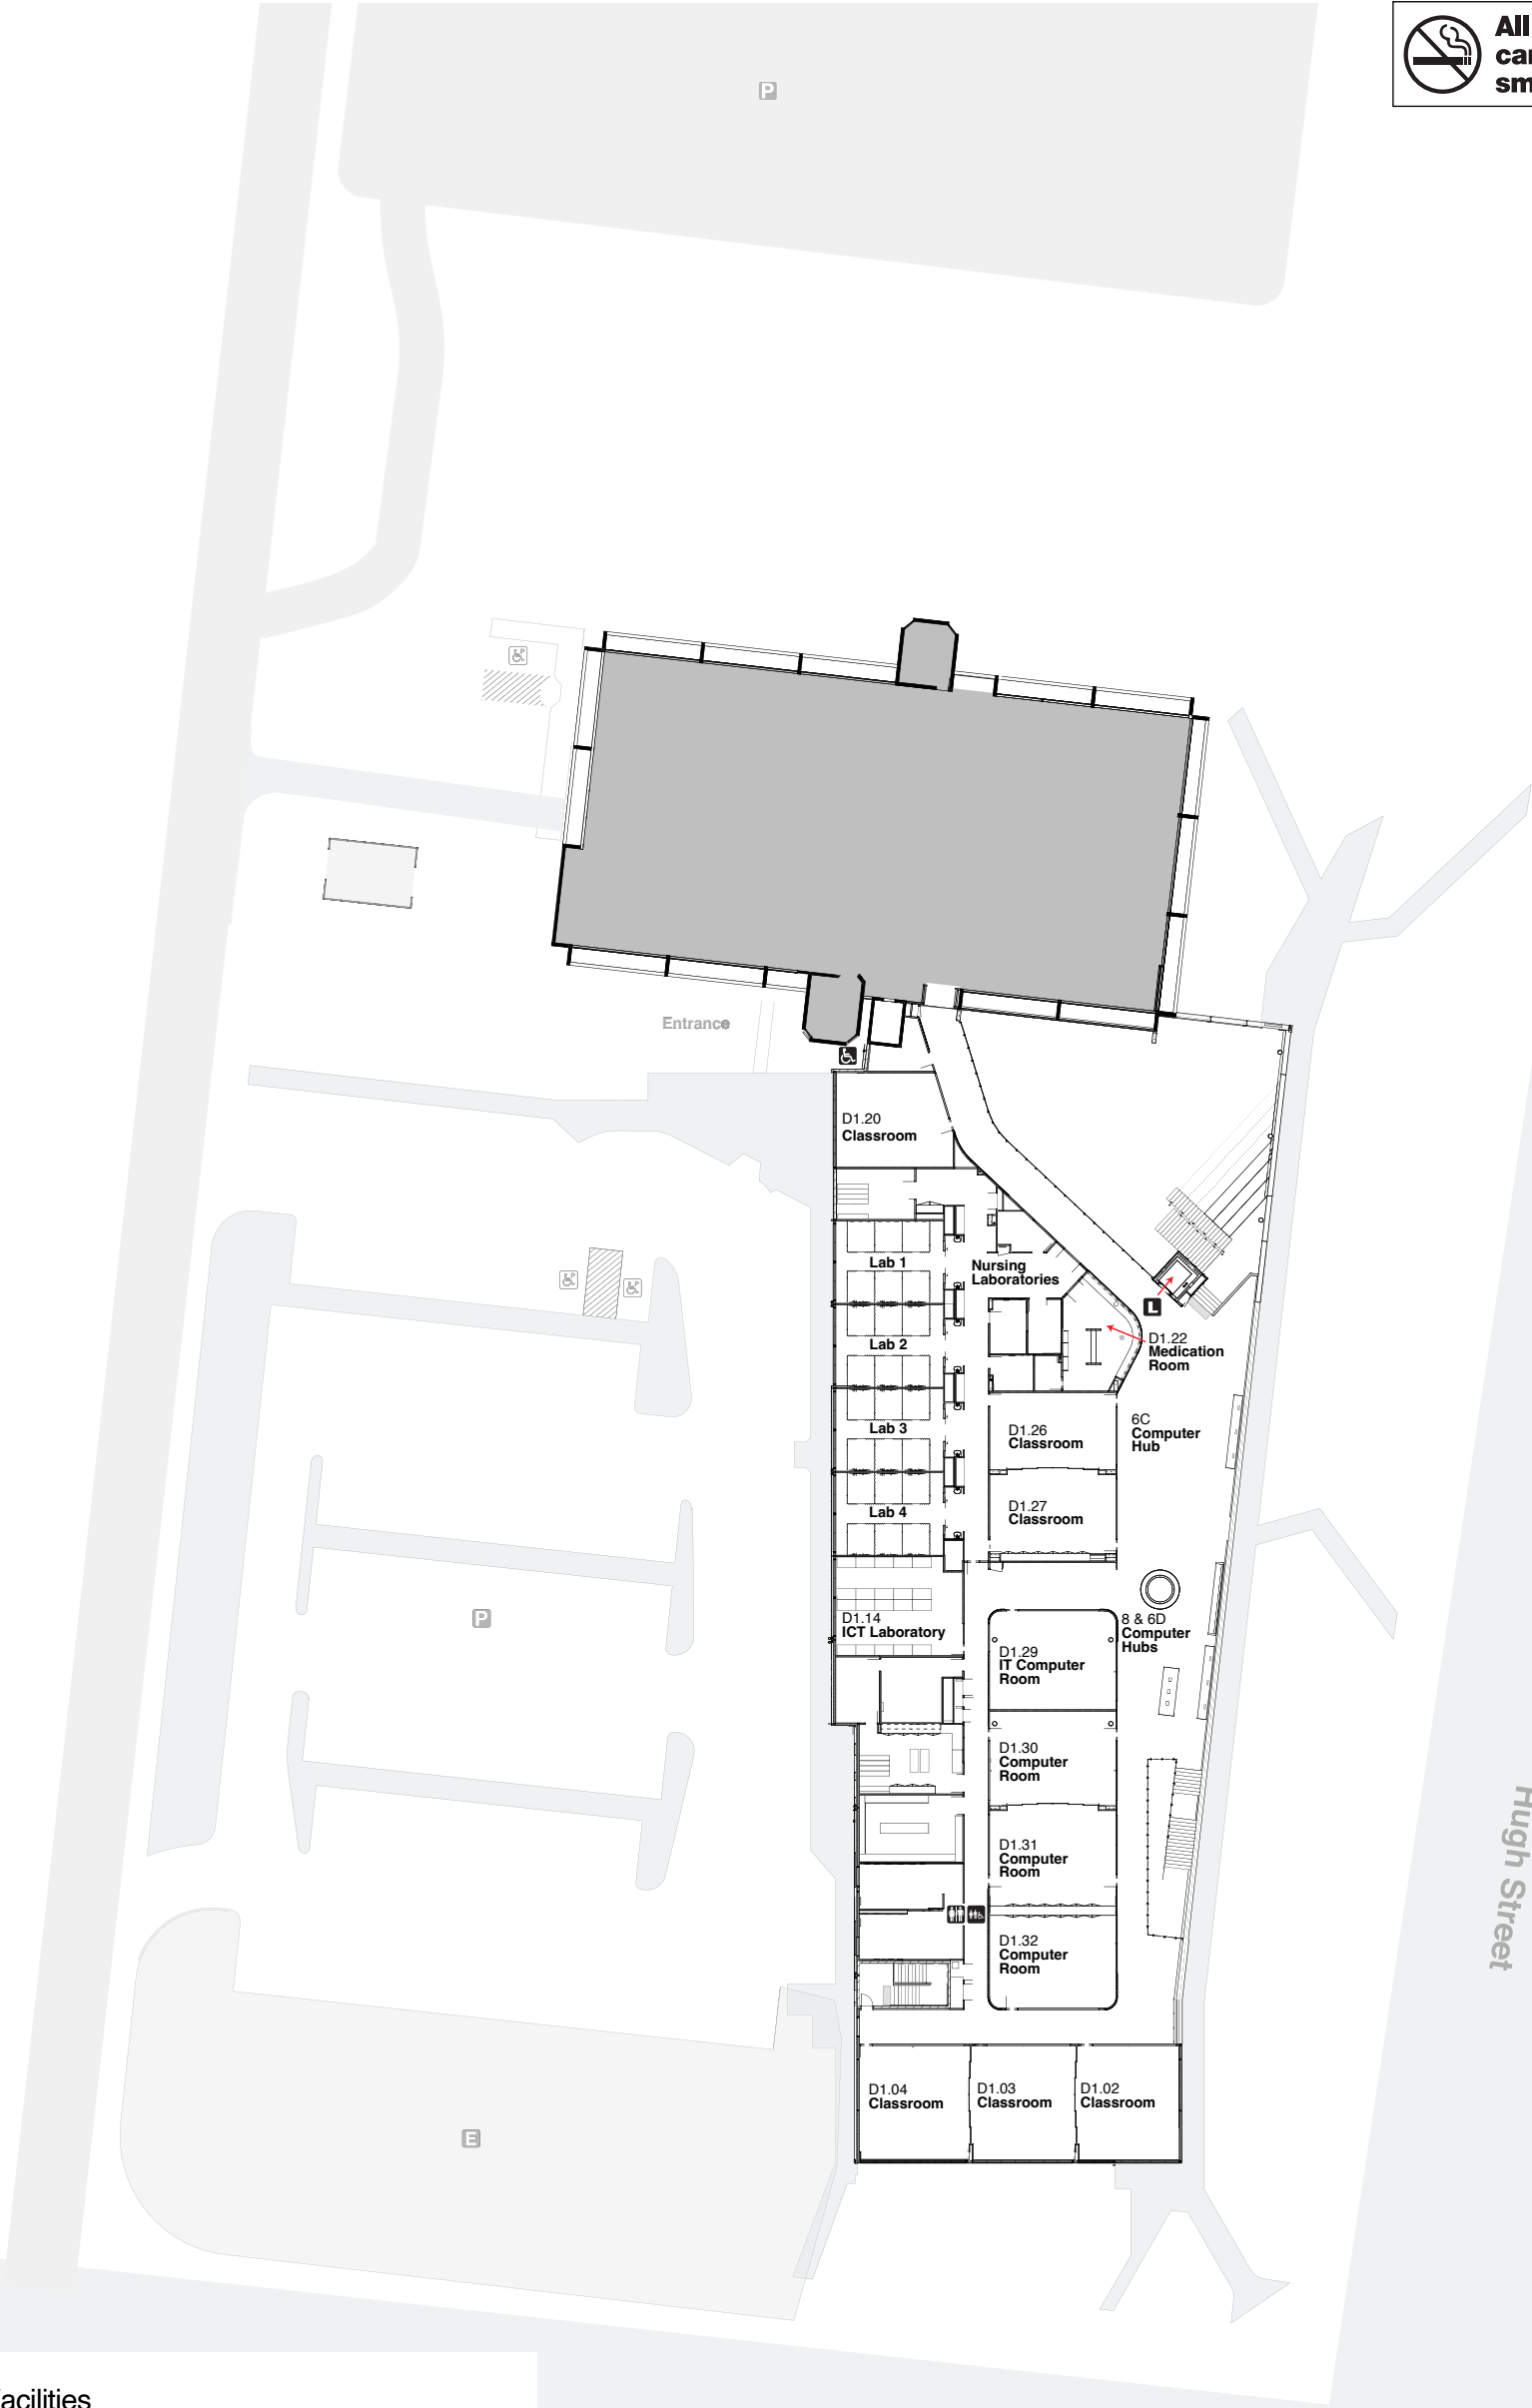 All
P
Entrance
D1.20
Classroom
Lab 1
Nursing
Laboratories
L
Lab 2
D1.22
Medication
Room
Lab 3
D1.26
Classroom
6C
Computer
Hub
Lab 4
D1.27
Classroom
P
D1.14
ICT Laboratory
8 & 6D
Computer
Hubs
D1.29
IT Computer
Room
D1.30
Computer
Room
D1.31
Computer
Room
Hugh Street
D1.32
Computer
Room
D1.04
Classroom
D1.03
Classroom
D1.02
Classroom
E